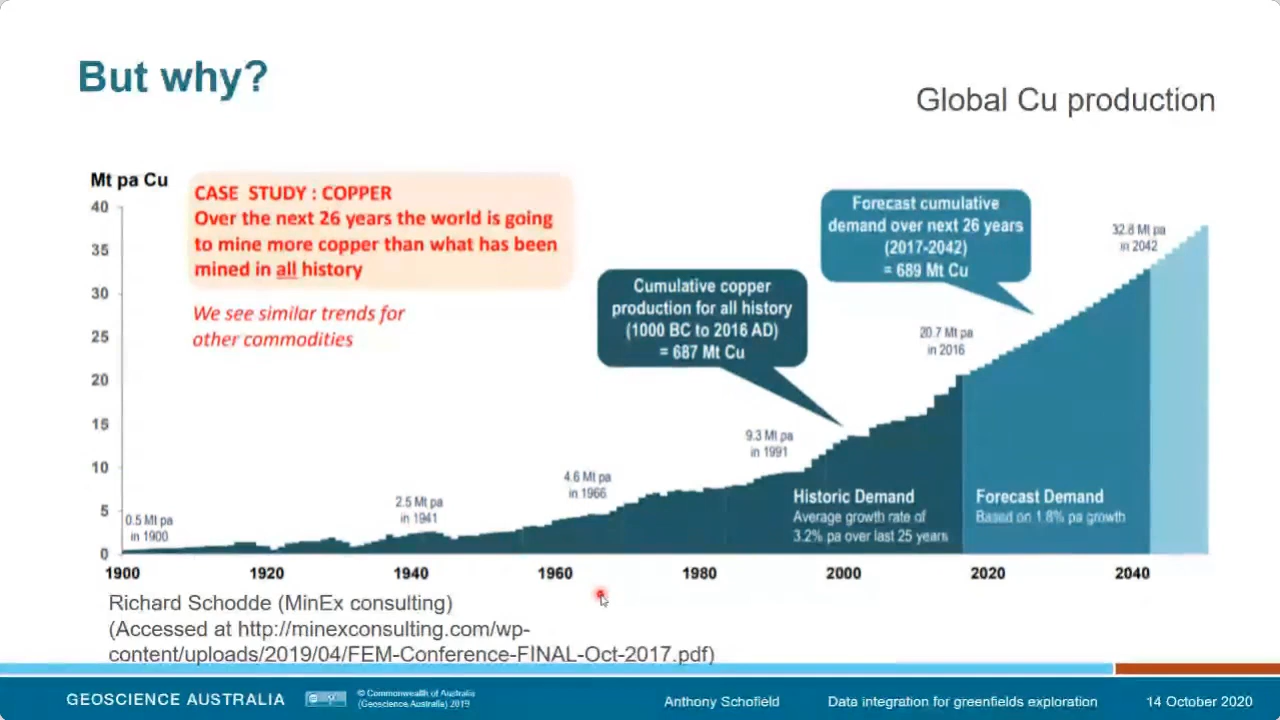 But why?
Global Cu production
Mt pa Cu
40
35
30
25
20
15
10
5
0
CASE STUDY : COPPER
Over the next 26 years the world is going
to mine more copper than what has been
mined in all history
We see similar trends for
other commodities
Cumulative copper
production for all history
(1000 BC to 2016 AD)
= 687 Mt Cu
Forecast cumulative
demand over next 26 years
(2017-2042)
= 689 Mt Cu
0.5 Mt pa
in 1900
2.5 Mt pa
in 1941
4.6 Mt pa
in 1966
9.3 Mt pa
in 1991
20.7 Mt pa
in 2016
32.8 Mt pa
in 2042
Historic Demand
Average growth rate of
3.2% pa over last 25 years
Forecast Demand
Based on 1.8% pa growth
1900 1920 1940 1960 1980 2000 2020 2040
Richard Schodde (MinEx consulting)
(Accessed at http://minexconsulting.com/wp-
content/uploads/2019/04/FEM-Conference-FINAL-Oct-2017.pdf)
GEOSCIENCE AUSTRALIA
© Commonwealth of Australia
(Geoscience Australia) 2019
Anthony Schofield
Data integration for greenfields exploration
14 October 2020